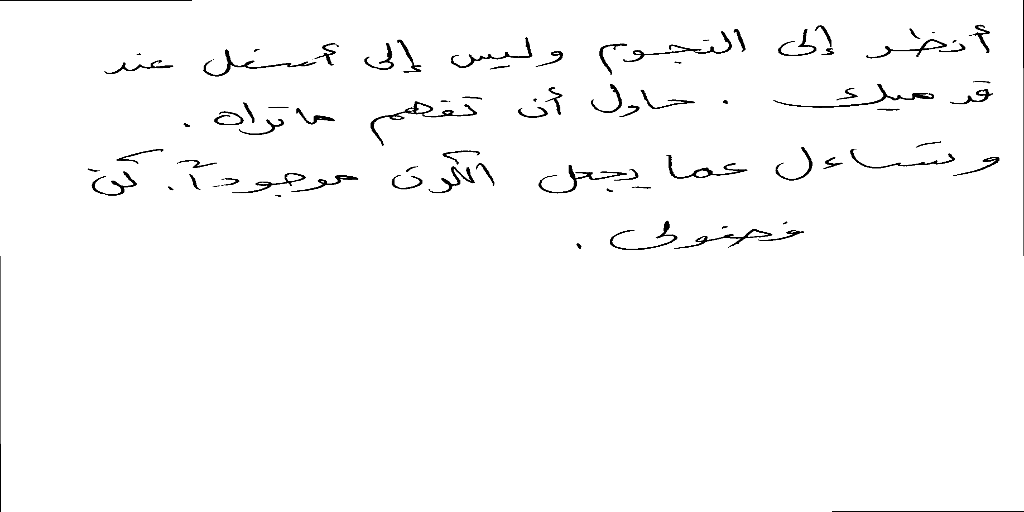 أنظر إلى النجوم وليس إلى أسفل عند
قدميك . حاول أن تفهم ما تراه .
وتساءل عما يجعل الكون موجوداً . كن
فضولى .